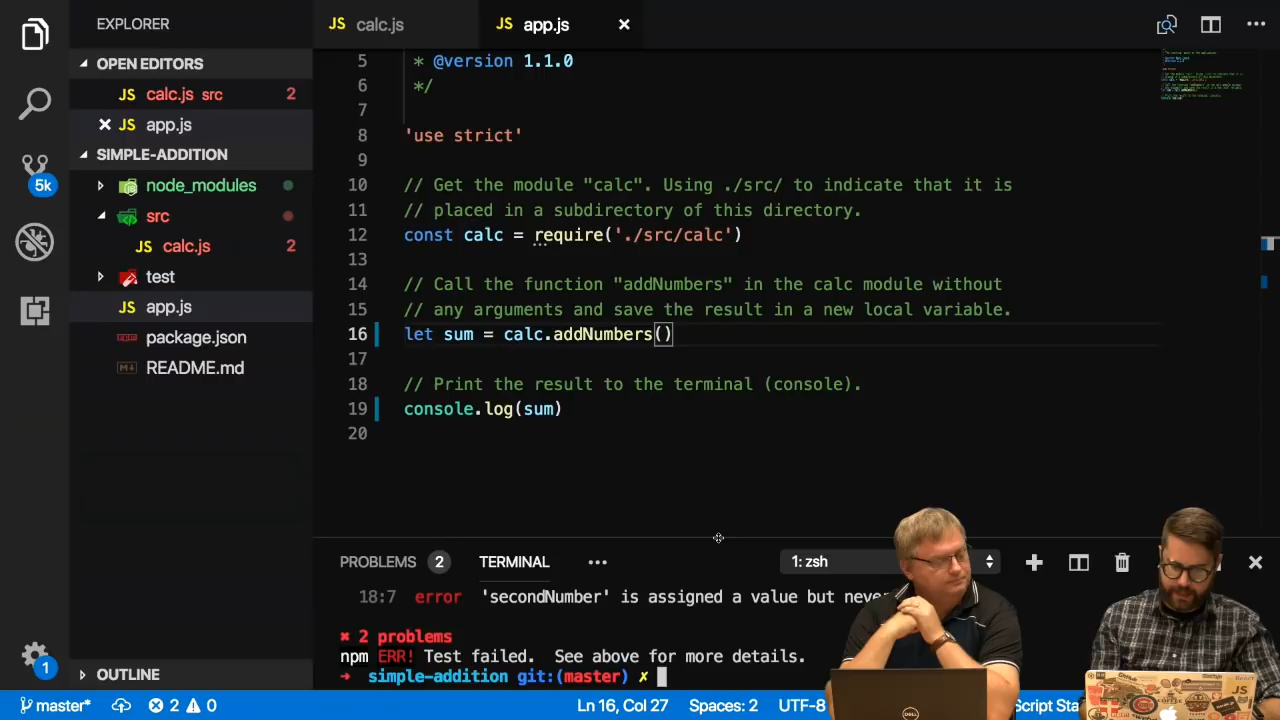 EXPLORER
OPEN EDITORS
JS calc.js src 2
JS app.js
SIMPLE-ADDITION
node_modules
src
JS calc.js 2
test
JS app.js
package.json
README.md
OUTLINE
5k
1
JS calc.js
JS app.js
5 * @version 1.1.0
6 */
7
8 'use strict'
9
10 // Get the module "calc". Using ./src/ to indicate that it is
11 // placed in a subdirectory of this directory.
12 const calc = require('./src/calc')
13
14 // Call the function "addNumbers" in the calc module without
15 // any arguments and save the result in a new local variable.
16 let sum = calc.addNumbers()
17
18 // Print the result to the terminal (console).
19 console.log(sum)
20
PROBLEMS 2 TERMINAL ••• 1: zsh
18:7 error 'secondNumber' is assigned a value but neve
✖ 2 problems
npm ERR! Test failed. See above for more details.
➜ simple-addition git:(master) ✗
master* 2 0 Ln 16, Col 27 Spaces: 2 UTF-8 Script Sta
DELL